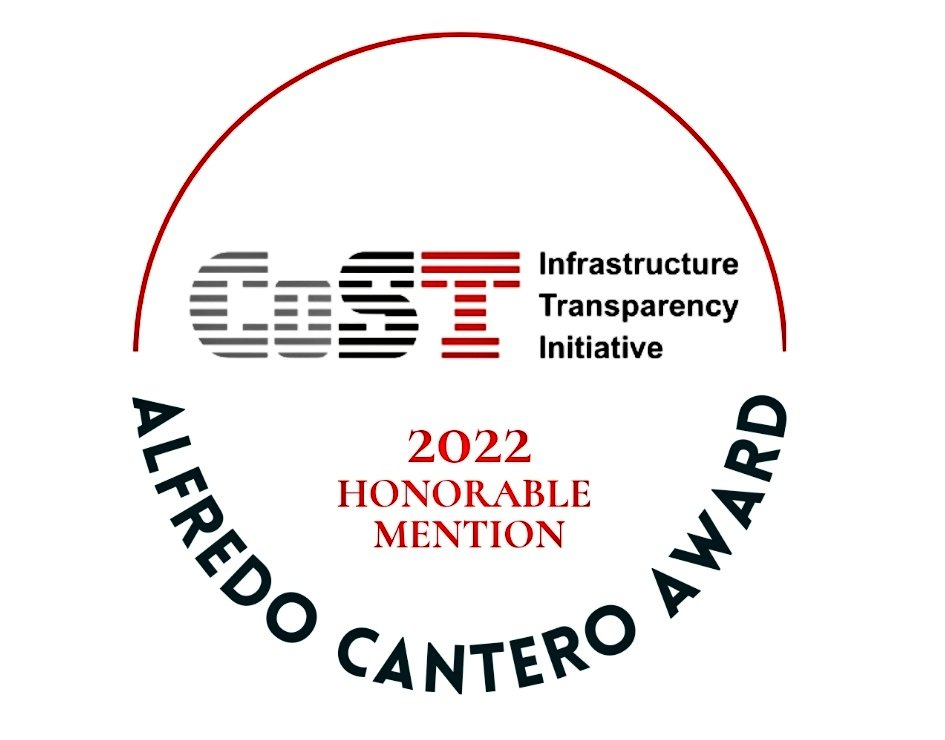 CoST
Infrastructure
Transparency
Initiative
2022
HONORABLE
MENTION
ALFREDO CANTERO AWARD